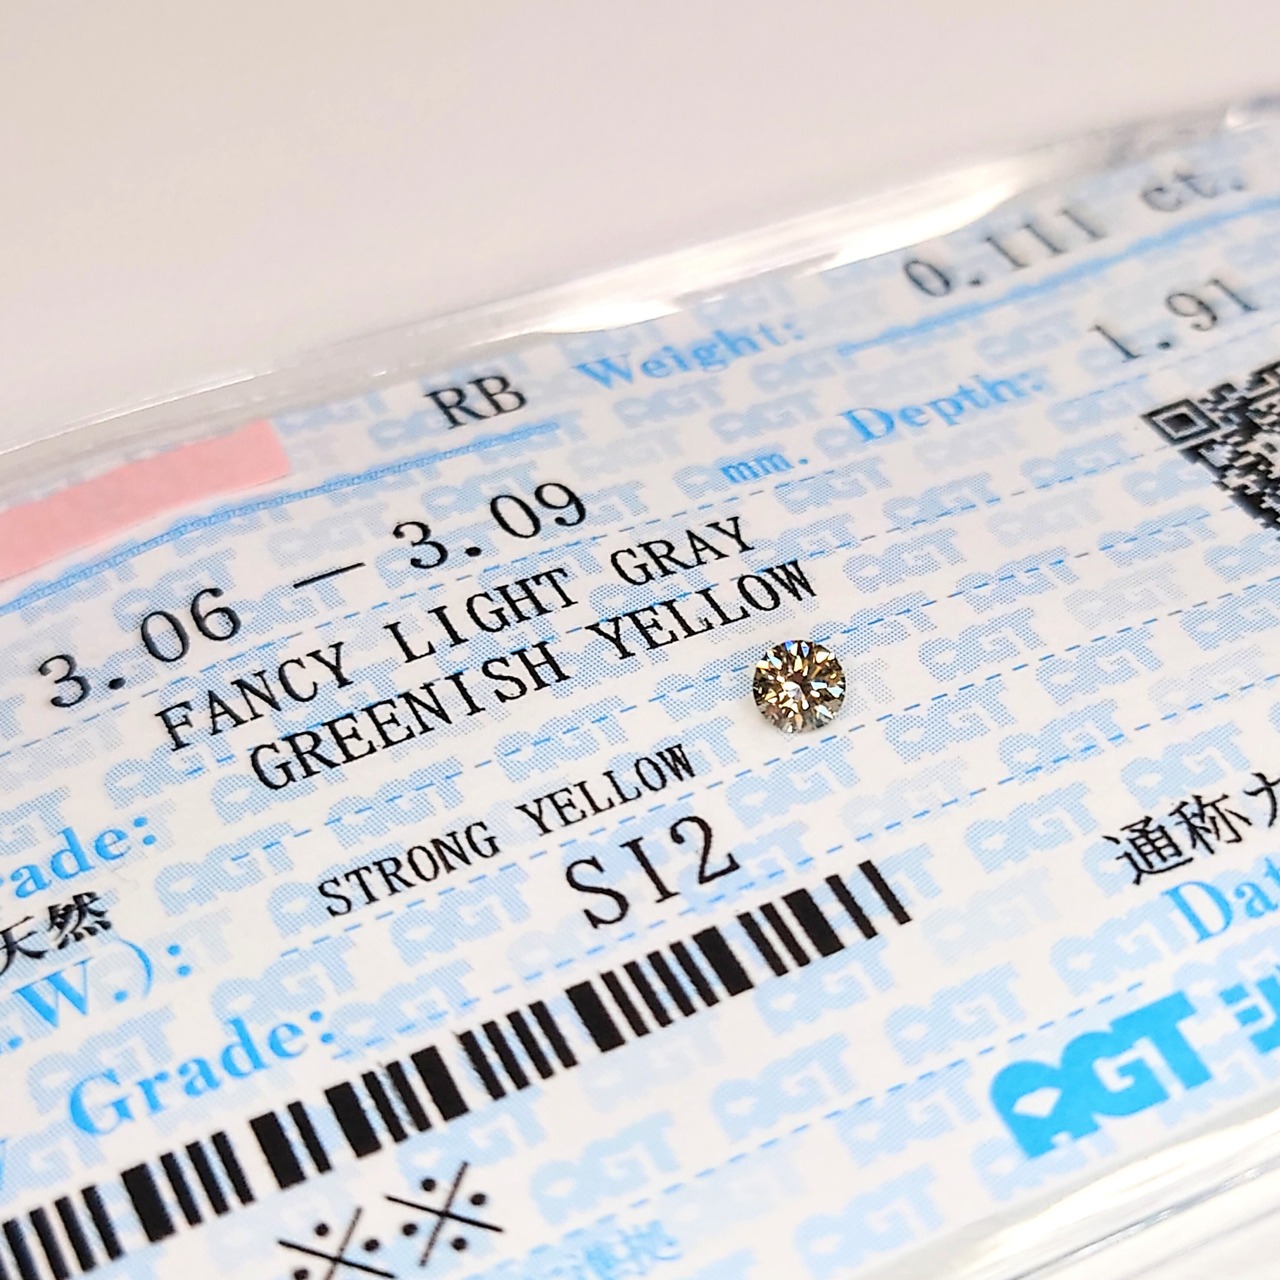 RB Weight: 0.111 ct.
3.06 — 3.09 mm. Depth: 1.91
FANCY LIGHT GRAY
GREENISH YELLOW
rade:
天然 STRONG YELLOW
.W.):
Grade: SI2
通称
Dat
AGT
※※